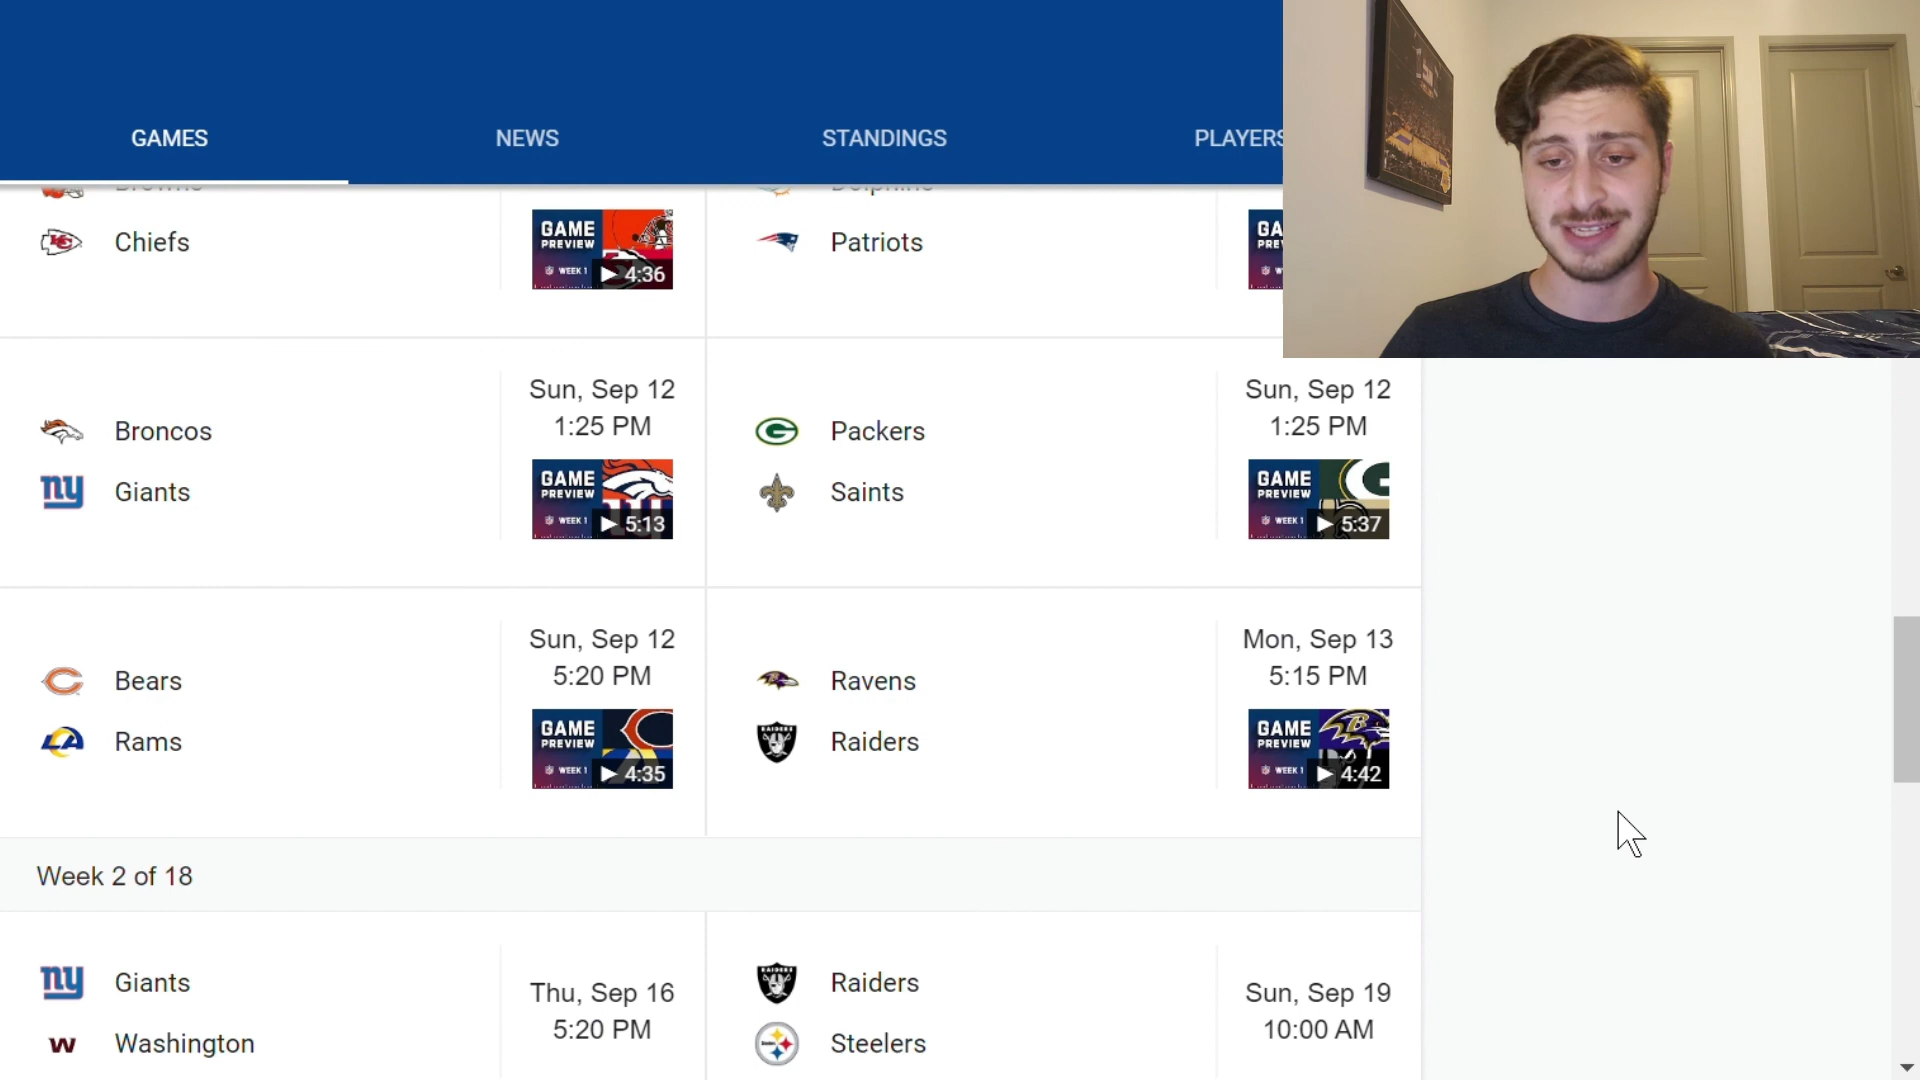 GAMES NEWS STANDINGS PLAYERS
Browns Dolphins
Chiefs
GAME
PREVIEW
WEEK 1 4:36
Patriots
GA
PRE
W
Broncos
Giants
Sun, Sep 12
1:25 PM
GAME
PREVIEW
WEEK 1 5:13
Packers
Saints
Sun, Sep 12
1:25 PM
GAME
PREVIEW
WEEK 1 5:37
Bears
Rams
Sun, Sep 12
5:20 PM
GAME
PREVIEW
WEEK 1 4:35
Ravens
Raiders
Mon, Sep 13
5:15 PM
GAME
PREVIEW
WEEK 1 4:42
Week 2 of 18
Giants
Washington
Thu, Sep 16
5:20 PM
Raiders
Steelers
Sun, Sep 19
10:00 AM